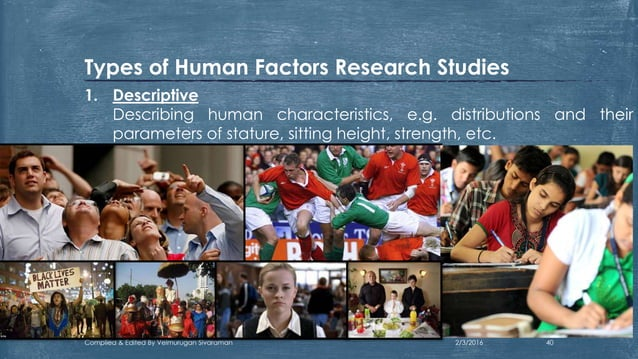 Types of Human Factors Research Studies
1. Descriptive
Describing human characteristics, e.g. distributions and their
parameters of stature, sitting height, strength, etc.
BLACK LIVES
MATTER
Complied & Edited By Velmurugan Sivaraman 2/3/2016 40